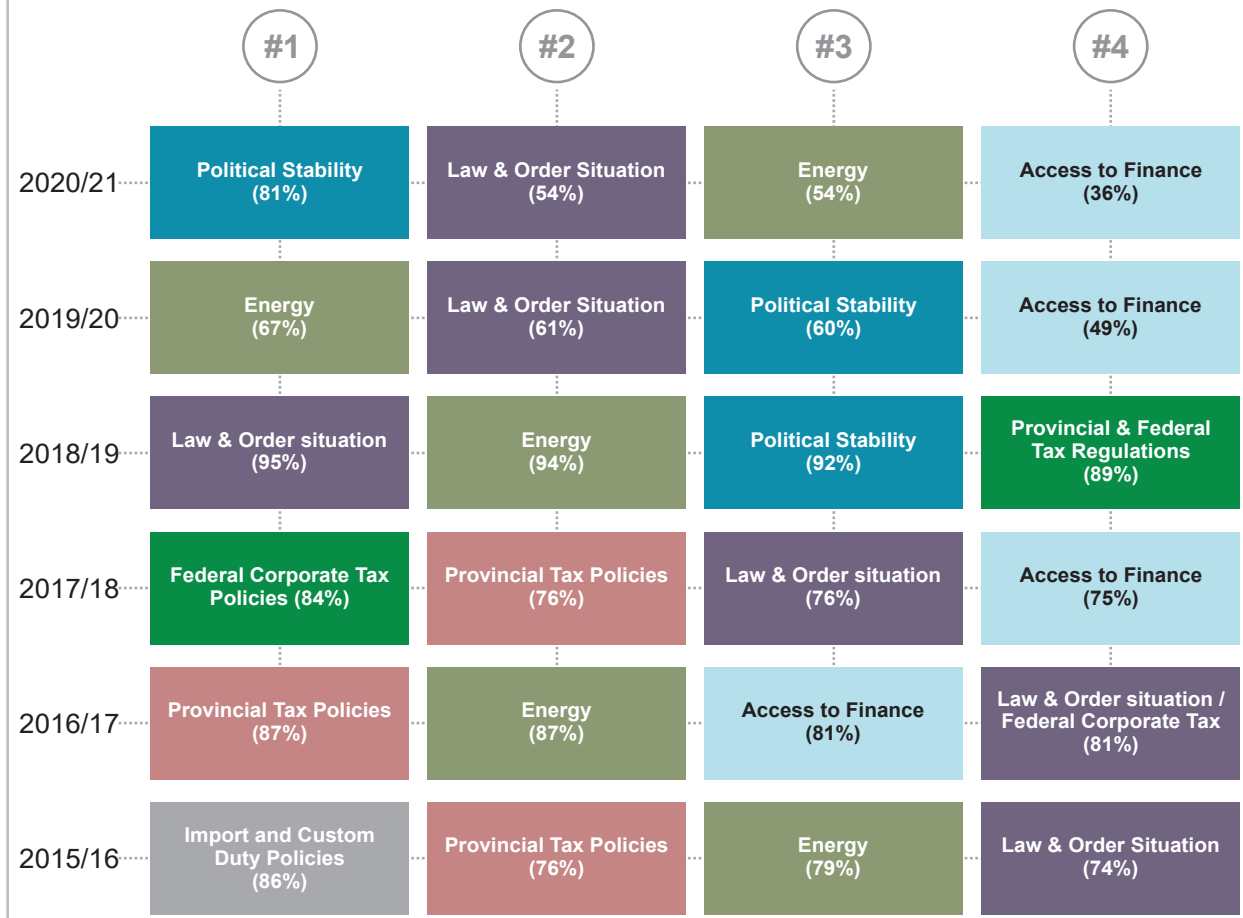 #1
#2
#3
#4
2020/21
Political Stability
(81%)
Law & Order Situation
(54%)
Energy
(54%)
Access to Finance
(36%)
2019/20
Energy
(67%)
Law & Order Situation
(61%)
Political Stability
(60%)
Access to Finance
(49%)
2018/19
Law & Order situation
(95%)
Energy
(94%)
Political Stability
(92%)
Provincial & Federal
Tax Regulations
(89%)
2017/18
Federal Corporate Tax
Policies (84%)
Provincial Tax Policies
(76%)
Law & Order situation
(76%)
Access to Finance
(75%)
2016/17
Provincial Tax Policies
(87%)
Energy
(87%)
Access to Finance
(81%)
Law & Order situation /
Federal Corporate Tax
(81%)
2015/16
Import and Custom
Duty Policies
(86%)
Provincial Tax Policies
(76%)
Energy
(79%)
Law & Order Situation
(74%)